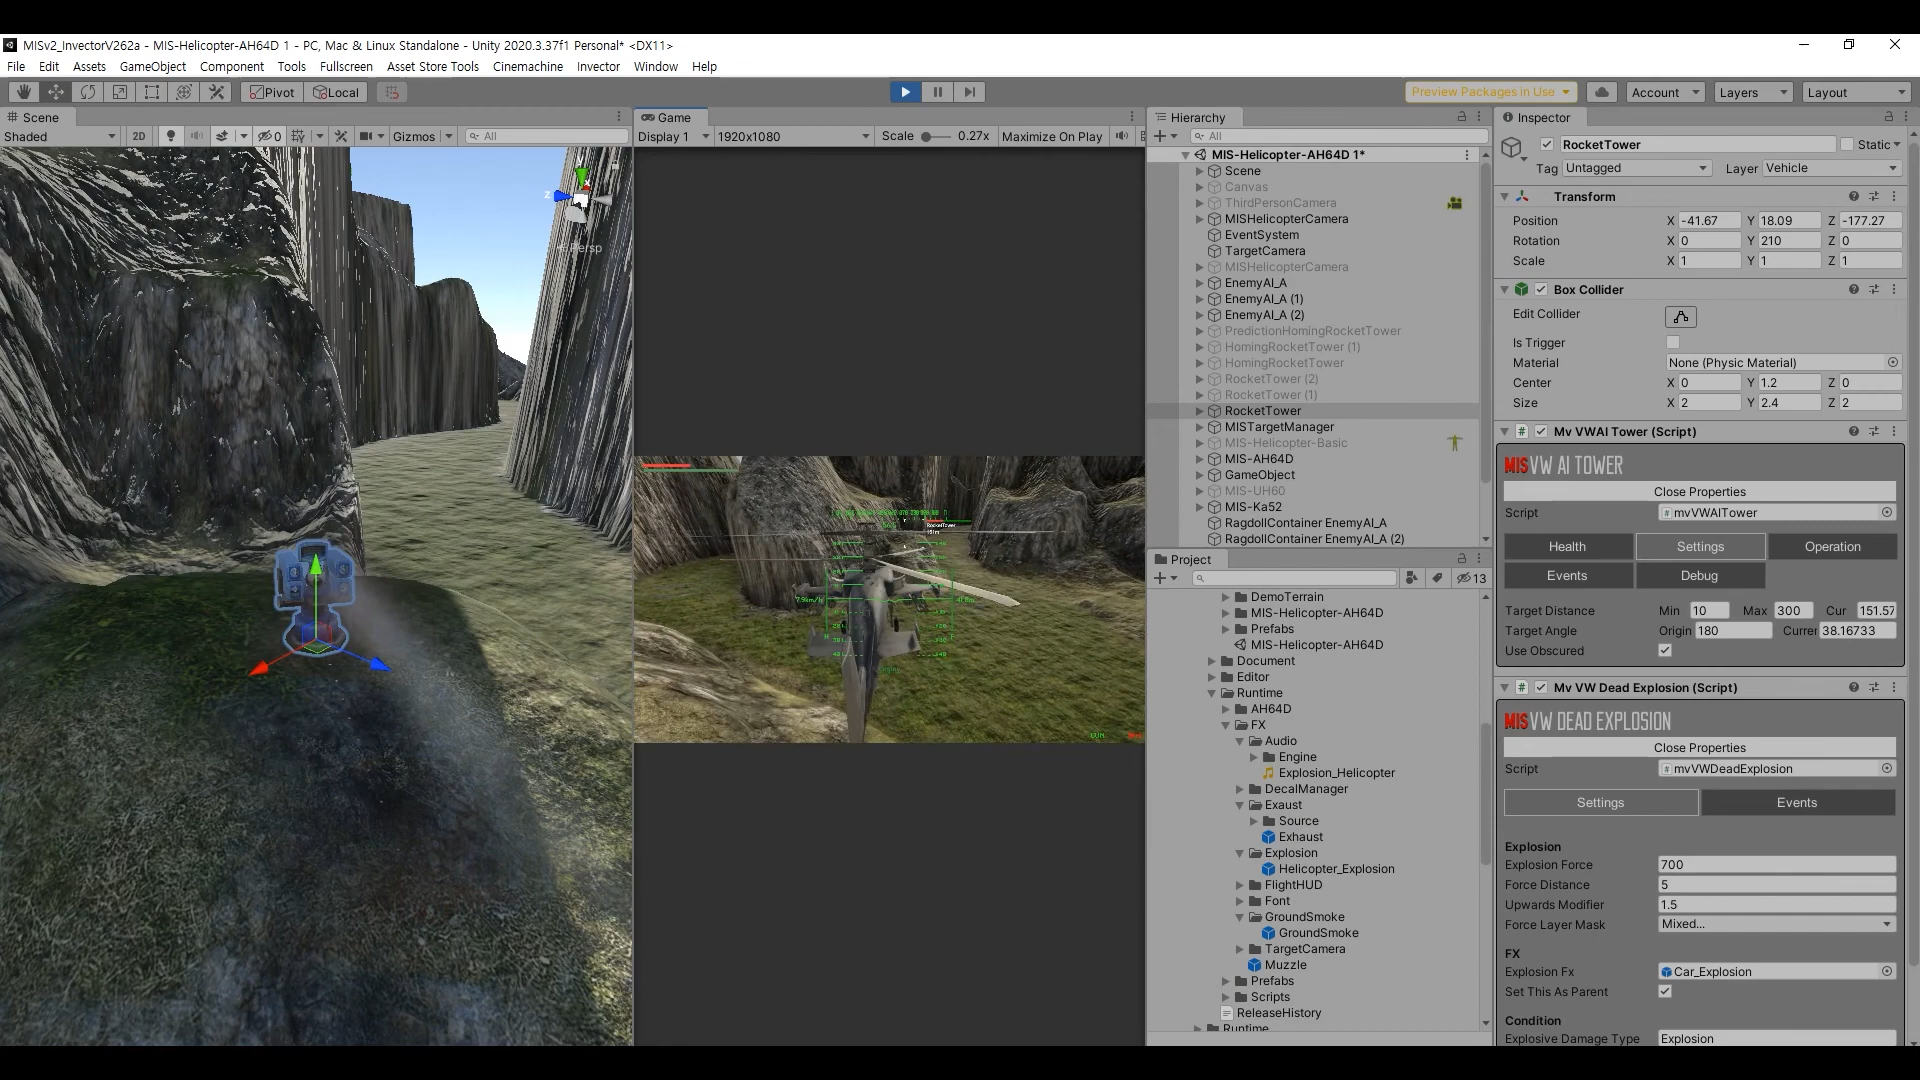 MISv2_InvectorV262a - MIS-Helicopter-AH64D 1 - PC, Mac & Linux Standalone - Unity 2020.3.37f1 Personal* <DX11>
File Edit Assets GameObject Component Tools Fullscreen Asset Store Tools Cinemachine Invector Window Help
Pivot Local Preview Packages in Use Account Layers Layout
Scene
Shaded 2D 0 Gizmos All
Z
Persp
Game
Display 1 1920x1080 Scale 0.27x Maximize On Play
RocketTower
Hierarchy
All
MIS-Helicopter-AH64D 1*
Scene
Canvas
ThirdPersonCamera
MISHelicopterCamera
EventSystem
TargetCamera
MISHelicopterCamera
EnemyAI_A
EnemyAI_A (1)
EnemyAI_A (2)
PredictionHomingRocketTower
HomingRocketTower (1)
HomingRocketTower
RocketTower (2)
RocketTower (1)
RocketTower
MISTargetManager
MIS-Helicopter-Basic
MIS-AH64D
GameObject
MIS-UH60
MIS-Ka52
RagdollContainer EnemyAI_A
RagdollContainer EnemyAI_A (2)
Project
13
DemoTerrain
MIS-Helicopter-AH64D
Prefabs
MIS-Helicopter-AH64D
Document
Editor
Runtime
AH64D
FX
Audio
Engine
Explosion_Helicopter
DecalManager
Exaust
Source
Exhaust
Explosion
Helicopter_Explosion
FlightHUD
Font
GroundSmoke
GroundSmoke
TargetCamera
Muzzle
Prefabs
Scripts
ReleaseHistory
Runtime
Inspector
RocketTower Static
Tag Untagged Layer Vehicle
Transform
Position X -41.67 Y 18.09 Z -177.27
Rotation X 0 Y 210 Z 0
Scale X 1 Y 1 Z 1
Box Collider
Edit Collider
Is Trigger
Material None (Physic Material)
Center X 0 Y 1.2 Z 0
Size X 2 Y 2.4 Z 2
Mv VWAI Tower (Script)
MISVW AI TOWER
Close Properties
Script mvVWAITower
Health Settings Operation
Events Debug
Target Distance Min 10 Max 300 Cur 151.57
Target Angle Origin 180 Currer 38.16733
Use Obscured
Mv VW Dead Explosion (Script)
MISVW DEAD EXPLOSION
Close Properties
Script mvVWDeadExplosion
Settings Events
Explosion
Explosion Force 700
Force Distance 5
Upwards Modifier 1.5
Force Layer Mask Mixed...
FX
Explosion Fx Car_Explosion
Set This As Parent
Condition
Explosive Damage Type Explosion